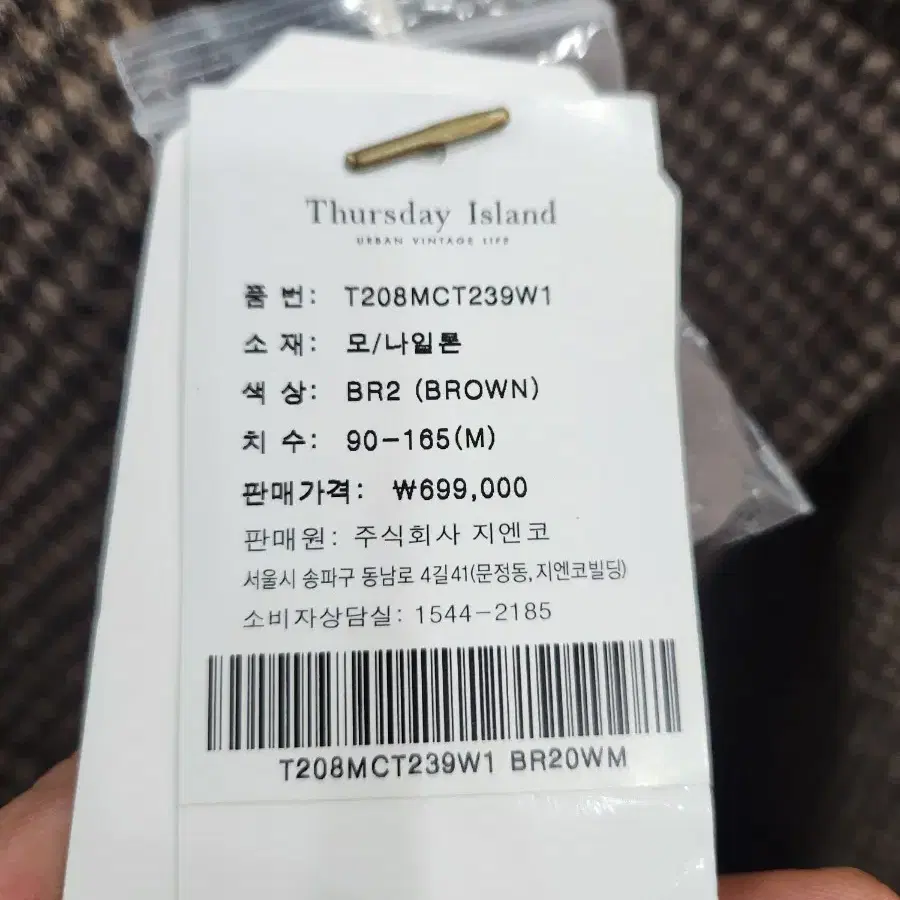 Thursday Island
URBAN VINTAGE LIFE
품 번: T208MCT239W1
소 재: 모/나일론
색 상: BR2 (BROWN)
치 수: 90-165(M)
판매가격: ₩699,000
판매원: 주식회사 지엔코
서울시 송파구 동남로 4길41(문정동, 지엔코빌딩)
소비자상담실: 1544-2185
T208MCT239W1 BR20WM